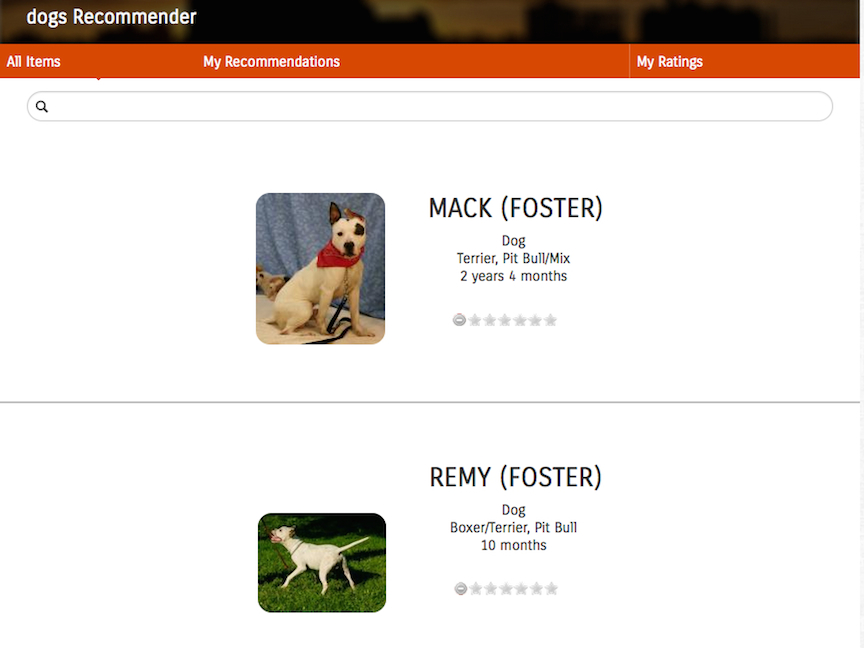 dogs Recommender
All Items
My Recommendations
My Ratings
MACK (FOSTER)
Dog
Terrier, Pit Bull/Mix
2 years 4 months
REMY (FOSTER)
Dog
Boxer/Terrier, Pit Bull
10 months